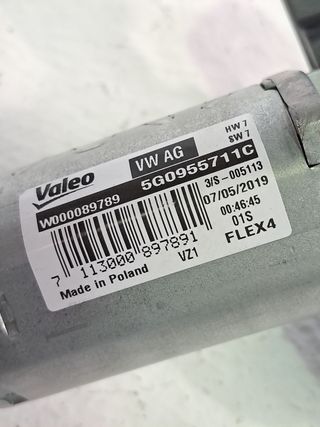 Valeo
VW AG
HW 7
SW 7
W000089789
5G0955711C
3/S-005113
07/05/2019
00:46:45
01S
FLEX4
7 113000 897891
Made in Poland
VZ1